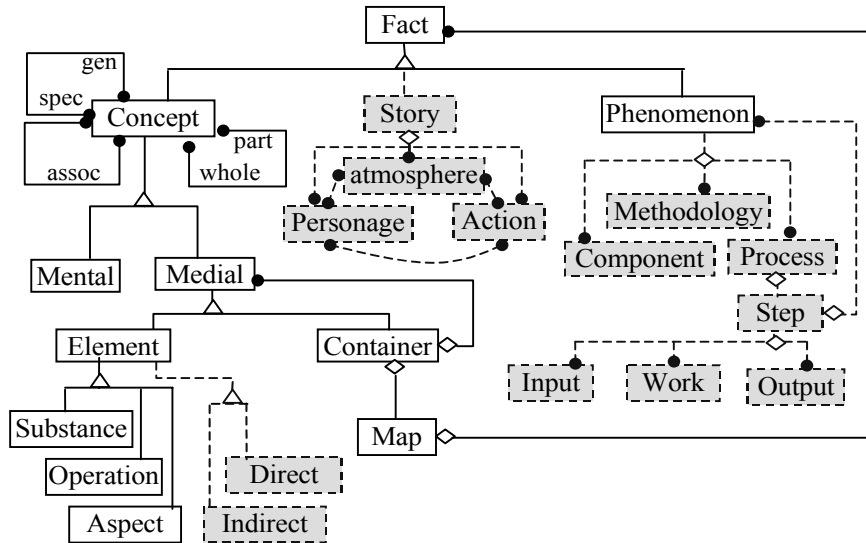 Fact
gen
spec
Concept
Story
Phenomenon
part
assoc
whole
atmosphere
Personage
Action
Methodology
Component
Process
Mental
Medial
Step
Element
Container
Input
Work
Output
Substance
Map
Operation
Direct
Aspect
Indirect